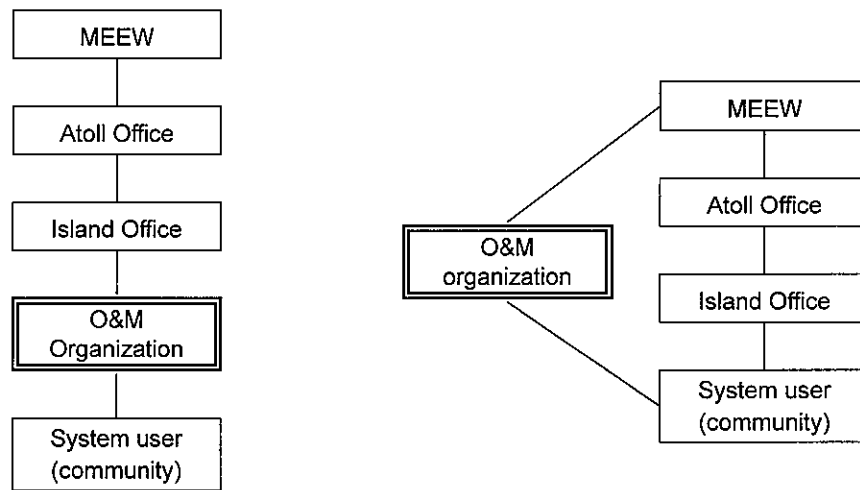 MEEW
Atoll Office
Island Office
O&M
Organization
System user
(community)
O&M
organization
MEEW
Atoll Office
Island Office
System user
(community)